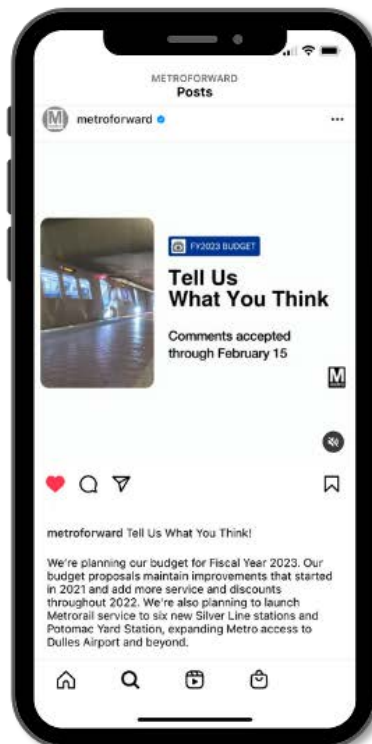 METROFORWARD
Posts
metroforward
FY2023 BUDGET
Tell Us
What You Think
Comments accepted
through February 15
M
metroforward Tell Us What You Think!
We're planning our budget for Fiscal Year 2023. Our
budget proposals maintain improvements that started
in 2021 and add more service and discounts
throughout 2022. We're also planning to launch
Metrorail service to six new Silver Line stations and
Potomac Yard Station, expanding Metro access to
Dulles Airport and beyond.